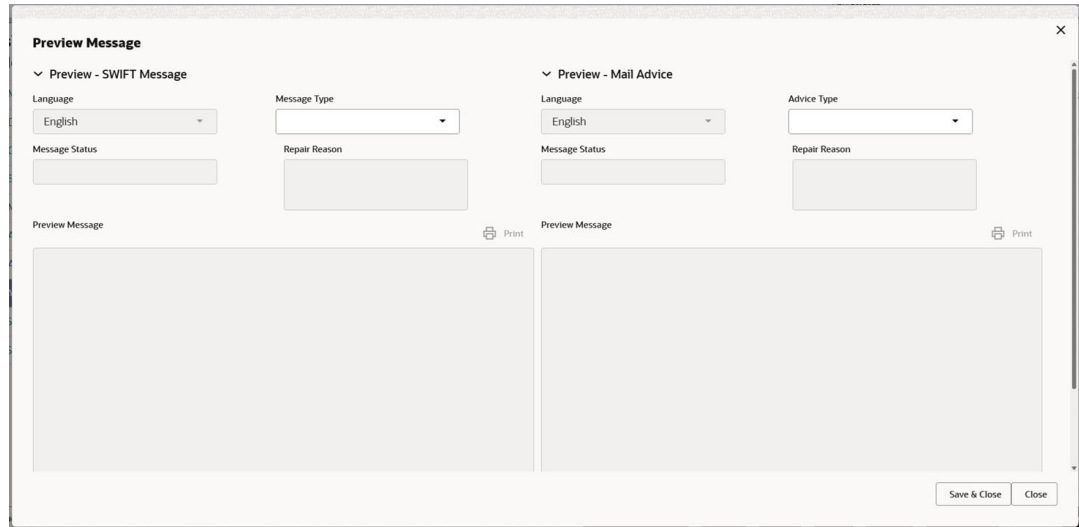 Preview Message
Preview - SWIFT Message
Preview - Mail Advice
Language
Message Type
Language
Advice Type
English
English
Message Status
Repair Reason
Message Status
Repair Reason
Preview Message
Print
Preview Message
Print
Save & Close
Close